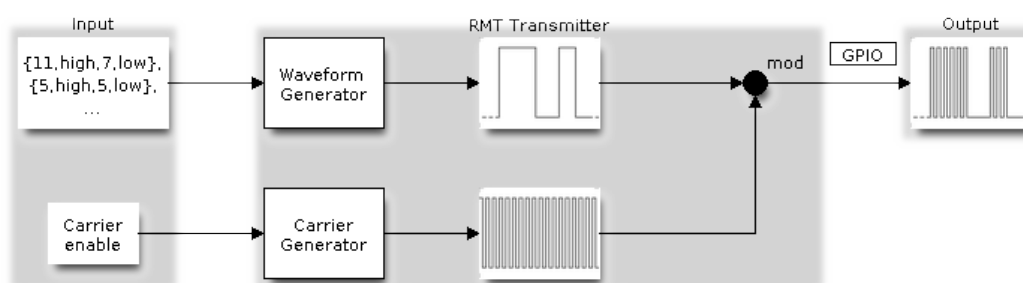 Input
RMT Transmitter
Output
{11,high,7,low},
{5,high,5,low},
...
Waveform
Generator
mod
GPIO
Carrier
enable
Carrier
Generator